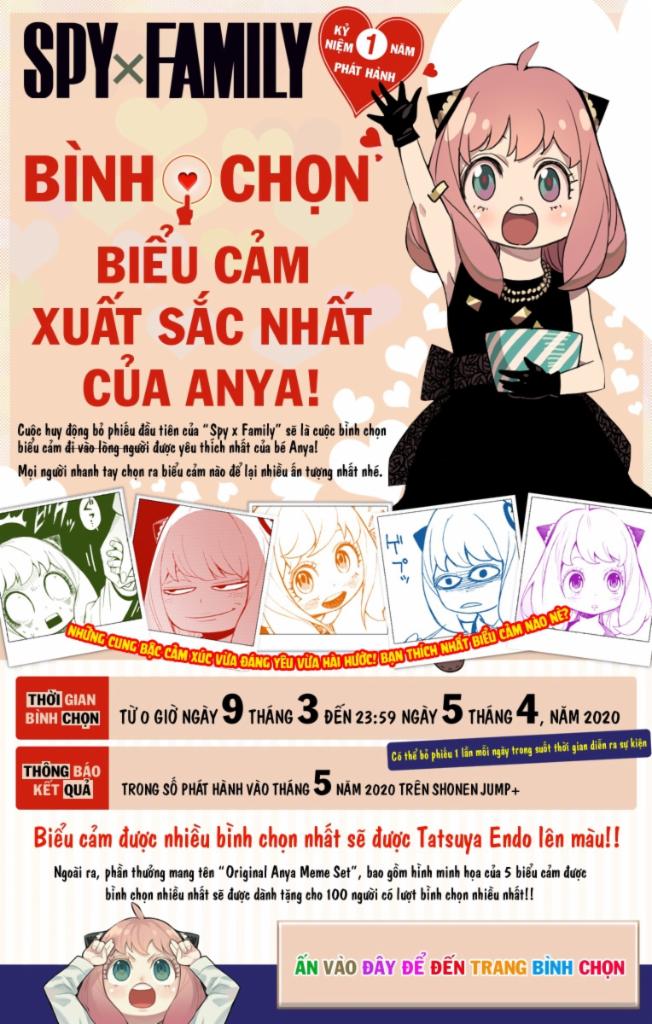 SPY×FAMILY
KỶ
NIỆM 1 NĂM
PHÁT HÀNH
BÌNH CHỌN
BIỂU CẢM
XUẤT SẮC NHẤT
CỦA ANYA!
Cuộc huy động bỏ phiếu đầu tiên của “Spy x Family” sẽ là cuộc bình chọn
biểu cảm đi vào lòng người được yêu thích nhất của bé Anya!
Mọi người nhanh tay chọn ra biểu cảm nào để lại nhiều ấn tượng nhất nhé.
NHỮNG CUNG BẬC CẢM XÚC VỪA ĐÁNG YÊU VỪA HÀI HƯỚC! BẠN THÍCH NHẤT BIỂU CẢM NÀO NÈ?
THỜI GIAN
BÌNH CHỌN
TỪ 0 GIỜ NGÀY 9 THÁNG 3 ĐẾN 23:59 NGÀY 5 THÁNG 4, NĂM 2020
Có thể bỏ phiếu 1 lần mỗi ngày trong suốt thời gian diễn ra sự kiện
THÔNG BÁO
KẾT QUẢ
TRONG SỐ PHÁT HÀNH VÀO THÁNG 5 NĂM 2020 TRÊN SHONEN JUMP+
Biểu cảm được nhiều bình chọn nhất sẽ được Tatsuya Endo lên màu!!
Ngoài ra, phần thưởng mang tên “Original Anya Meme Set”, bao gồm hình minh họa của 5 biểu cảm được
bình chọn nhiều nhất sẽ được dành tặng cho 100 người có lượt bình chọn nhiều nhất!!
ẤN VÀO ĐÂY ĐỂ ĐẾN TRANG BÌNH CHỌN